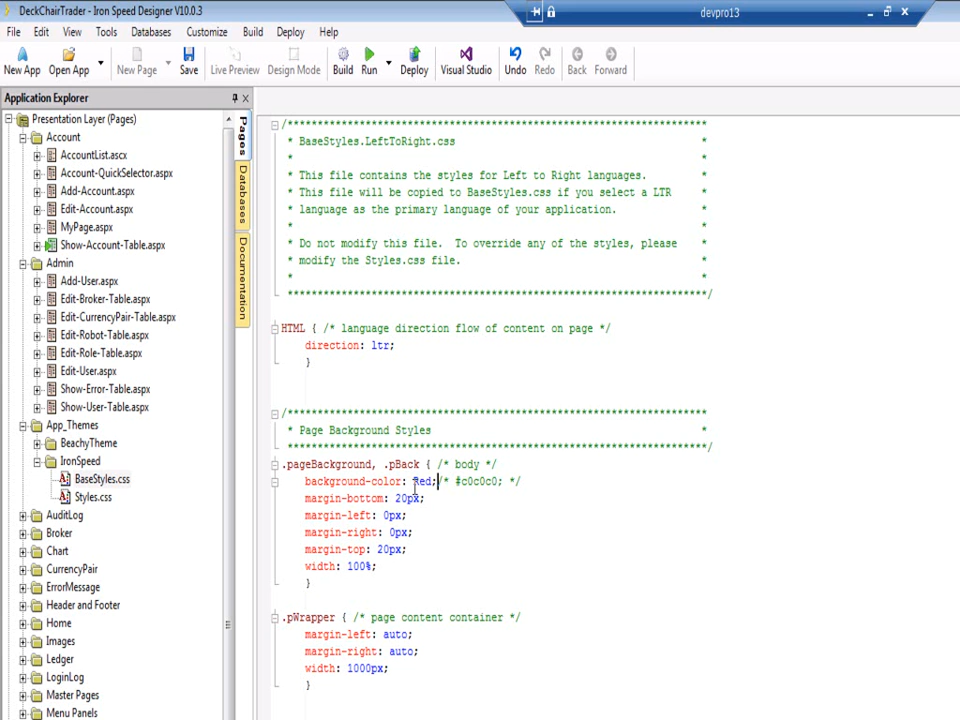 DeckChairTrader - Iron Speed Designer V10.0.3
devpro13
File Edit View Tools Databases Customize Build Deploy Help
New App Open App New Page Save Live Preview Design Mode Build Run Deploy Visual Studio Undo Redo Back Forward
Application Explorer
Presentation Layer (Pages)
Account
AccountList.ascx
Account-QuickSelector.aspx
Add-Account.aspx
Edit-Account.aspx
MyPage.aspx
Show-Account-Table.aspx
Admin
Add-User.aspx
Edit-Broker-Table.aspx
Edit-CurrencyPair-Table.aspx
Edit-Robot-Table.aspx
Edit-Role-Table.aspx
Edit-User.aspx
Show-Error-Table.aspx
Show-User-Table.aspx
App_Themes
BeachyTheme
IronSpeed
BaseStyles.css
Styles.css
AuditLog
Broker
Chart
CurrencyPair
ErrorMessage
Header and Footer
Home
Images
Ledger
LoginLog
Master Pages
Menu Panels
Pages
Databases
Documentation
/***********************************************************************
* BaseStyles.LeftToRight.css *
* *
* This file contains the styles for Left to Right languages. *
* This file will be copied to BaseStyles.css if you select a LTR *
* language as the primary language of your application. *
* *
* Do not modify this file. To override any of the styles, please *
* modify the Styles.css file. *
* *
***********************************************************************/
HTML { /* language direction flow of content on page */
direction: ltr;
}
/***********************************************************************
* Page Background Styles *
***********************************************************************/
.pageBackground, .pBack { /* body */
background-color: Red;/* #c0c0c0; */
margin-bottom: 20px;
margin-left: 0px;
margin-right: 0px;
margin-top: 20px;
width: 100%;
}
.pWrapper { /* page content container */
margin-left: auto;
margin-right: auto;
width: 1000px;
}